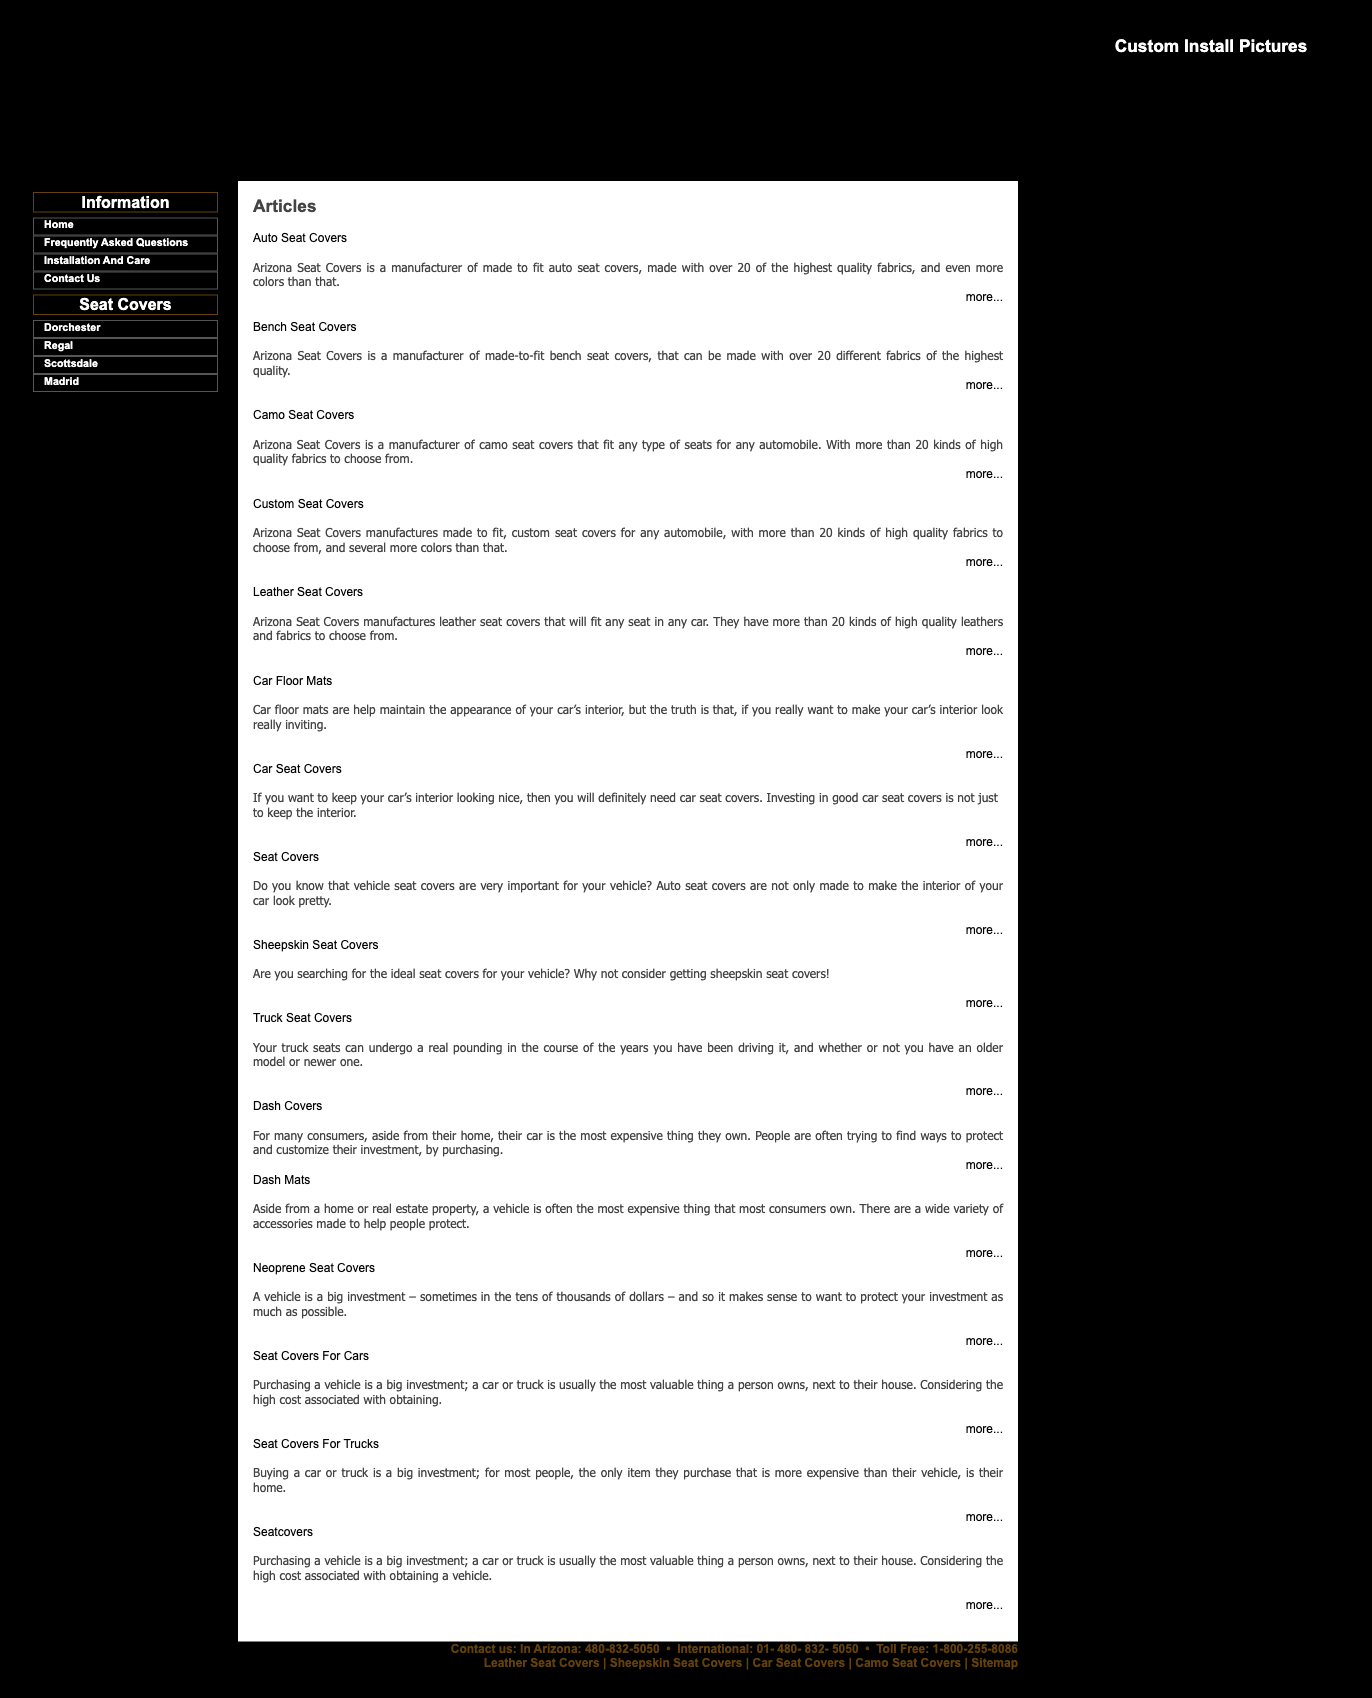 Custom Install Pictures
Information
Home
Frequently Asked Questions
Installation And Care
Contact Us
Seat Covers
Dorchester
Regal
Scottsdale
Madrid
Articles
Auto Seat Covers
Arizona Seat Covers is a manufacturer of made to fit auto seat covers, made with over 20 of the highest quality fabrics, and even more
colors than that.
more...
Bench Seat Covers
Arizona Seat Covers is a manufacturer of made-to-fit bench seat covers, that can be made with over 20 different fabrics of the highest
quality.
more...
Camo Seat Covers
Arizona Seat Covers is a manufacturer of camo seat covers that fit any type of seats for any automobile. With more than 20 kinds of high
quality fabrics to choose from.
more...
Custom Seat Covers
Arizona Seat Covers manufactures made to fit, custom seat covers for any automobile, with more than 20 kinds of high quality fabrics to
choose from, and several more colors than that.
more...
Leather Seat Covers
Arizona Seat Covers manufactures leather seat covers that will fit any seat in any car. They have more than 20 kinds of high quality leathers
and fabrics to choose from.
more...
Car Floor Mats
Car floor mats are help maintain the appearance of your car’s interior, but the truth is that, if you really want to make your car’s interior look
really inviting.
more...
Car Seat Covers
If you want to keep your car’s interior looking nice, then you will definitely need car seat covers. Investing in good car seat covers is not just
to keep the interior.
more...
Seat Covers
Do you know that vehicle seat covers are very important for your vehicle? Auto seat covers are not only made to make the interior of your
car look pretty.
more...
Sheepskin Seat Covers
Are you searching for the ideal seat covers for your vehicle? Why not consider getting sheepskin seat covers!
more...
Truck Seat Covers
Your truck seats can undergo a real pounding in the course of the years you have been driving it, and whether or not you have an older
model or newer one.
more...
Dash Covers
For many consumers, aside from their home, their car is the most expensive thing they own. People are often trying to find ways to protect
and customize their investment, by purchasing.
more...
Dash Mats
Aside from a home or real estate property, a vehicle is often the most expensive thing that most consumers own. There are a wide variety of
accessories made to help people protect.
more...
Neoprene Seat Covers
A vehicle is a big investment – sometimes in the tens of thousands of dollars – and so it makes sense to want to protect your investment as
much as possible.
more...
Seat Covers For Cars
Purchasing a vehicle is a big investment; a car or truck is usually the most valuable thing a person owns, next to their house. Considering the
high cost associated with obtaining.
more...
Seat Covers For Trucks
Buying a car or truck is a big investment; for most people, the only item they purchase that is more expensive than their vehicle, is their
home.
more...
Seatcovers
Purchasing a vehicle is a big investment; a car or truck is usually the most valuable thing a person owns, next to their house. Considering the
high cost associated with obtaining a vehicle.
more...
Contact us: In Arizona: 480-832-5050 • International: 01- 480- 832- 5050 • Toll Free: 1-800-255-8086
Leather Seat Covers | Sheepskin Seat Covers | Car Seat Covers | Camo Seat Covers | Sitemap